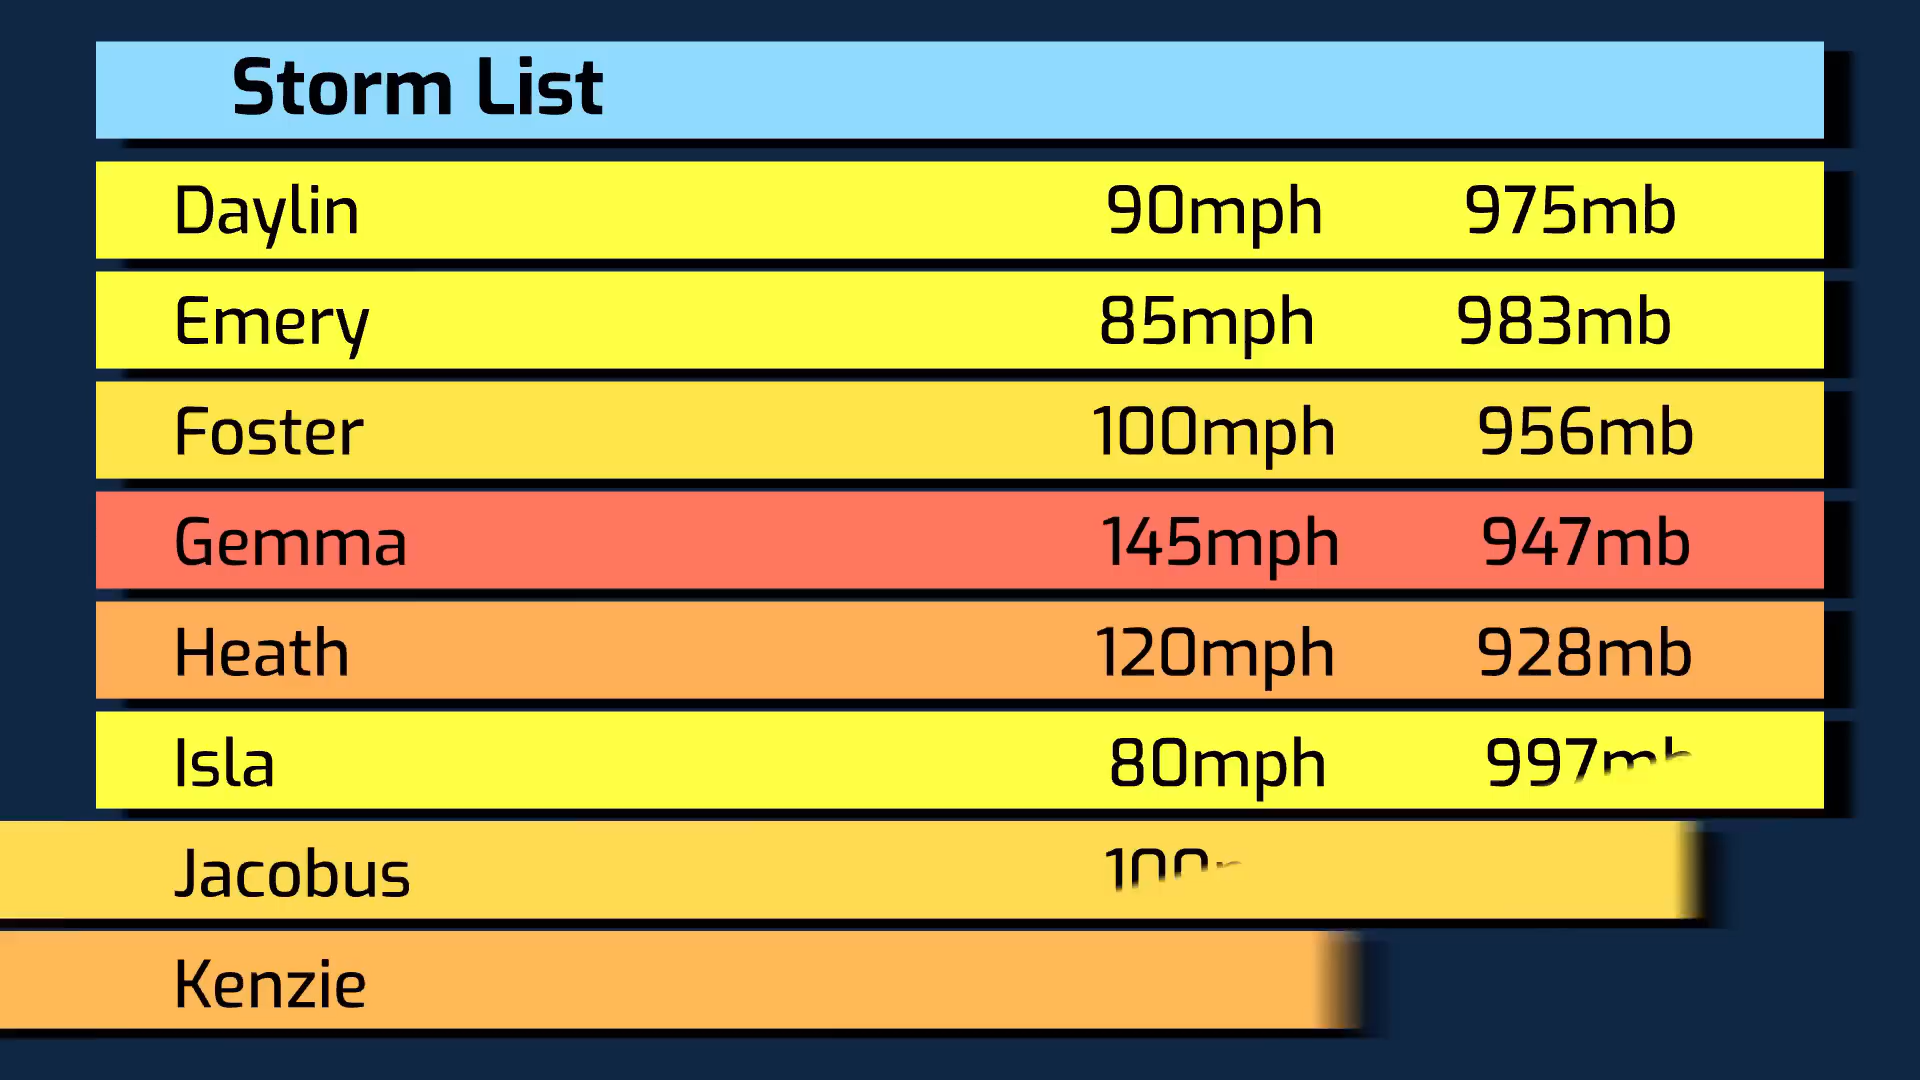 Storm List
Daylin 90mph 975mb
Emery 85mph 983mb
Foster 100mph 956mb
Gemma 145mph 947mb
Heath 120mph 928mb
Isla 80mph 997mb
Jacobus
Kenzie